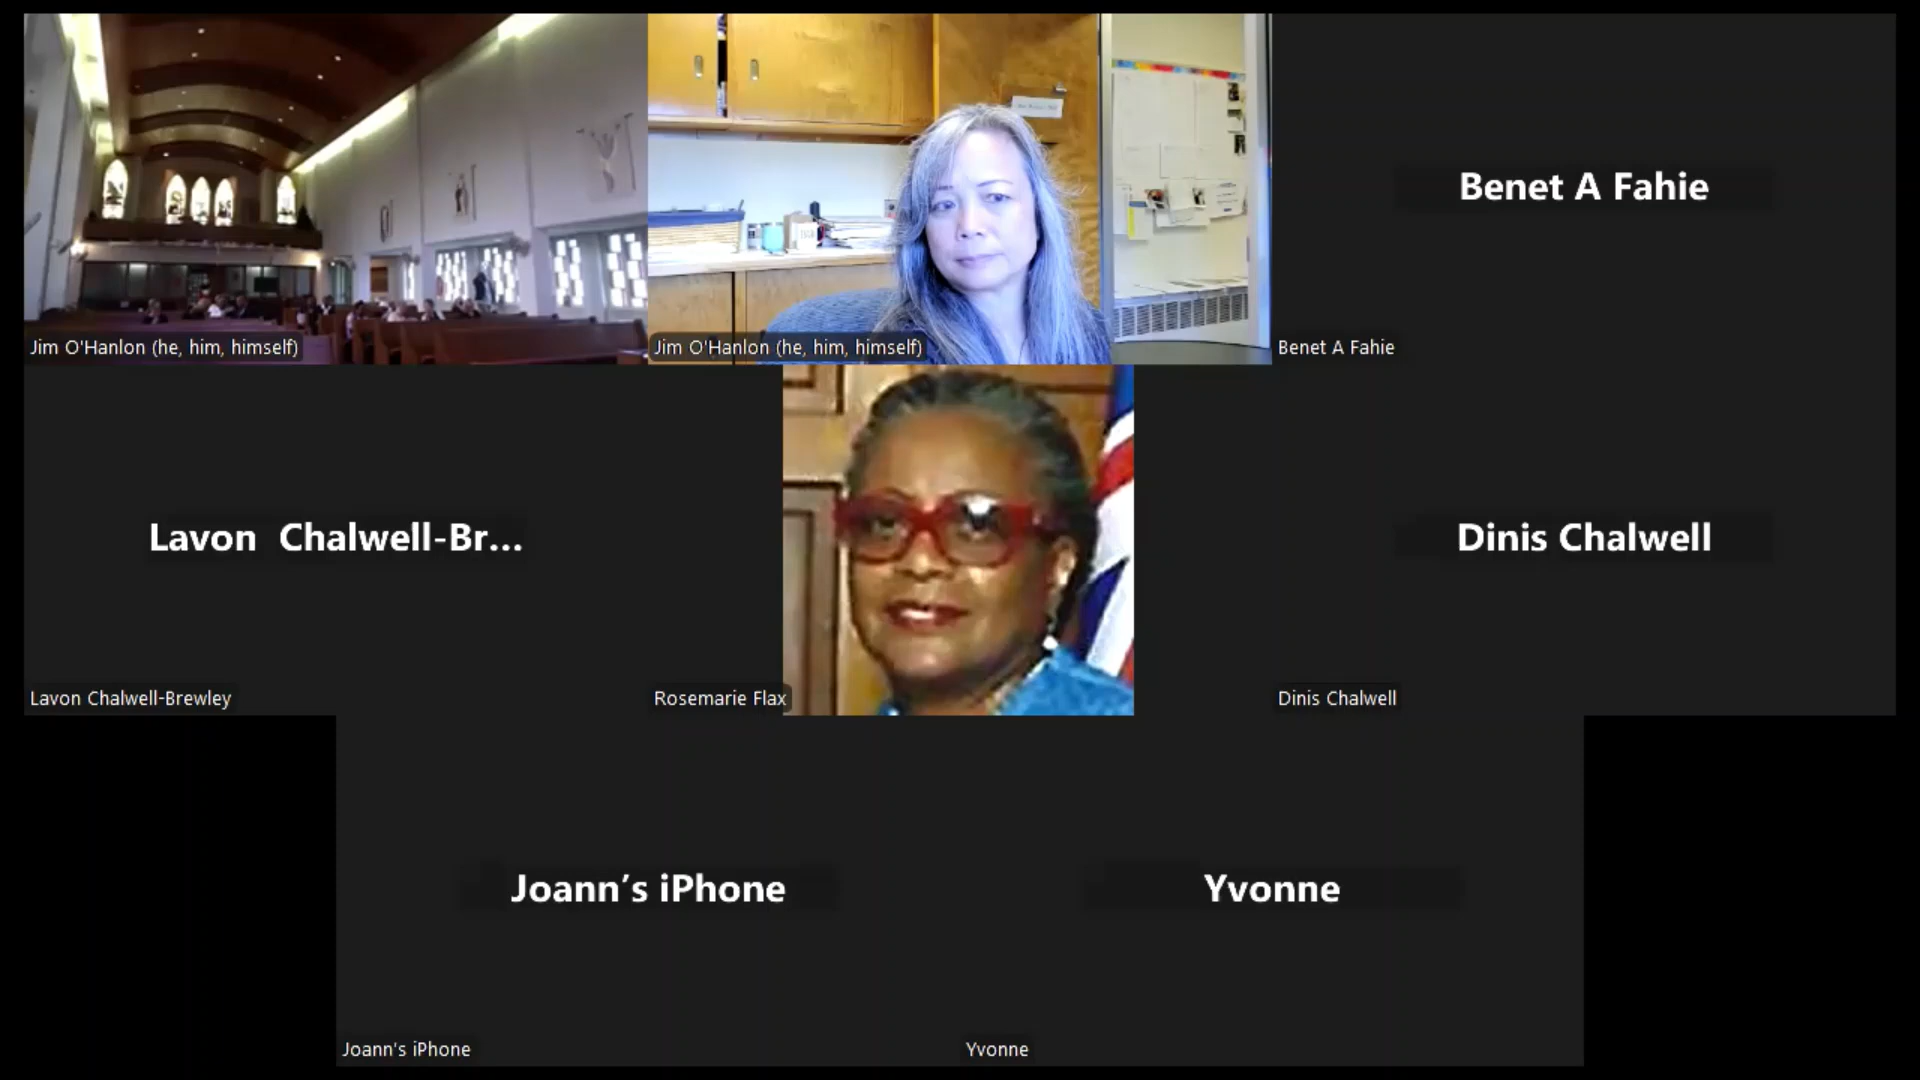 Jim O'Hanlon (he, him, himself)
Jim O'Hanlon (he, him, himself)
Benet A Fahie
Benet A Fahie
Lavon  Chalwell-Br...
Lavon Chalwell-Brewley
Rosemarie Flax
Dinis Chalwell
Dinis Chalwell
Joann’s iPhone
Joann's iPhone
Yvonne
Yvonne